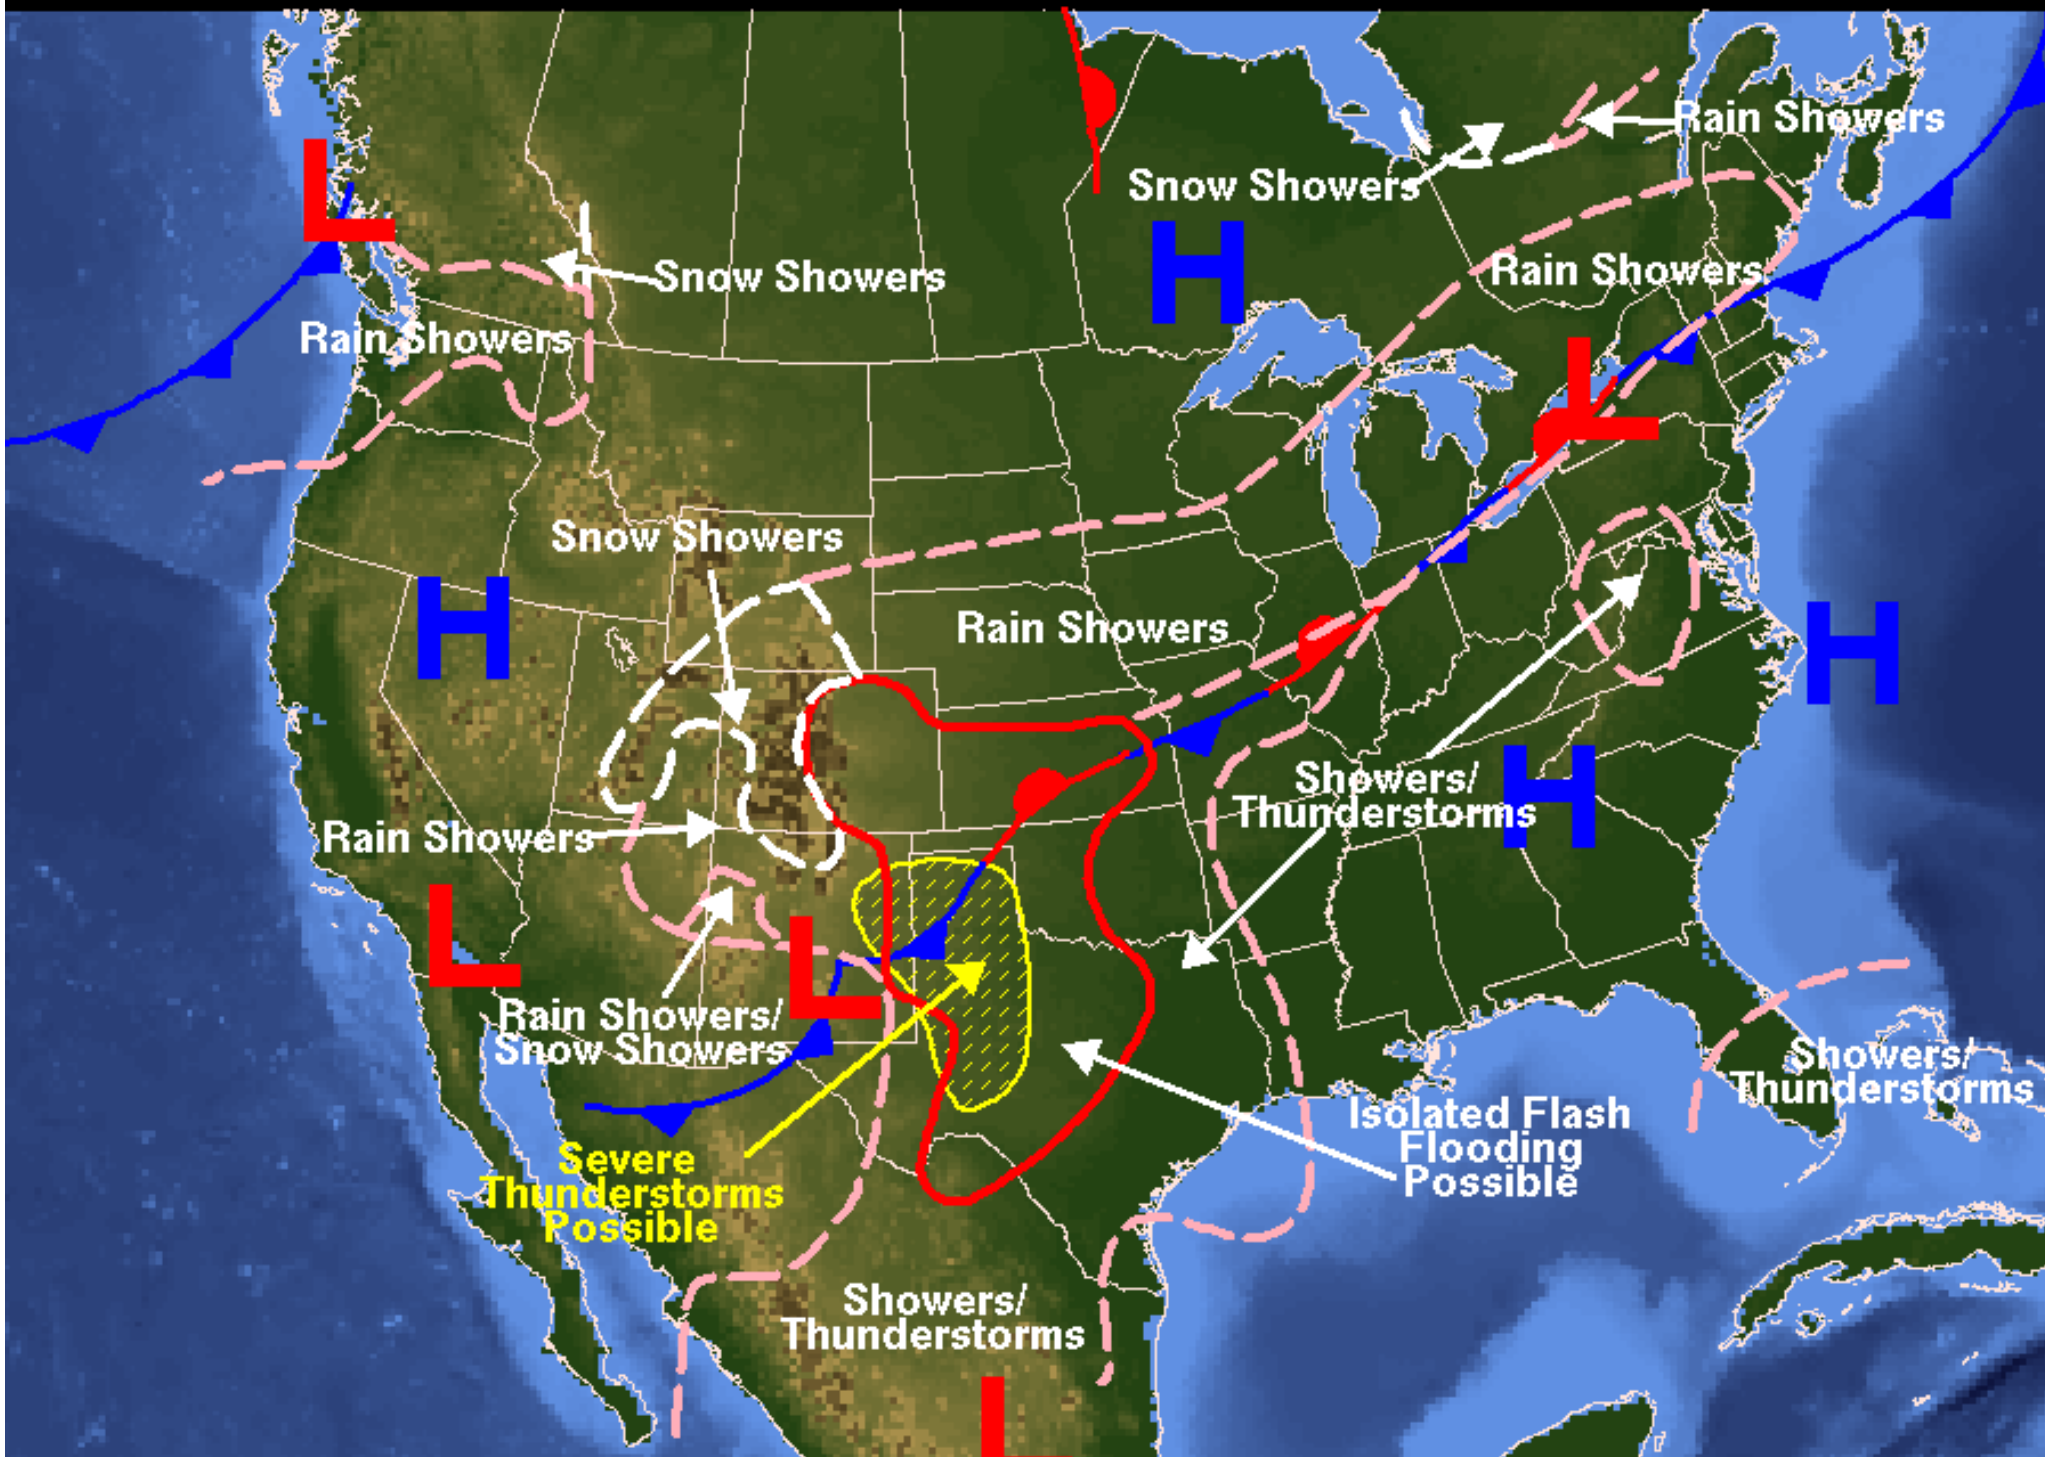 Rain Showers
Snow Showers
H
L
Rain Showers
Snow Showers
Rain Showers
L
Snow Showers
H
Rain Showers
H
Showers/
Thunderstorms
H
Rain Showers
L
L
Rain Showers/
Snow Showers
Showers/
Thunderstorms
Isolated Flash
Flooding
Possible
Severe
Thunderstorms
Possible
Showers/
Thunderstorms
L